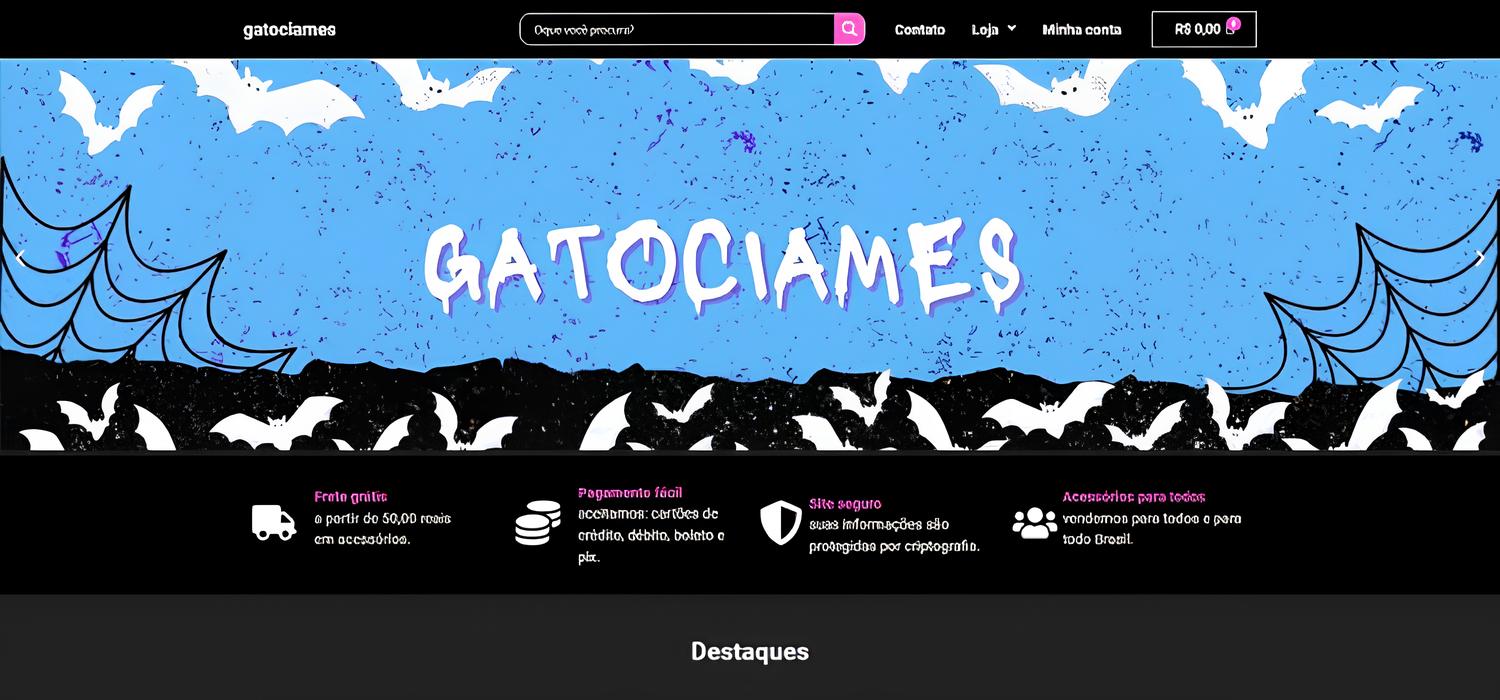 gatociames
Oque você procura?
Contato
Loja
Minha conta
R$ 0,00
0
GATOCIAMES
Frete grátis
a partir de 50,00 reais
em acessórios.
Pagamento fácil
aceitamos: cartões de
crédito, débito, boleto e
pix.
Site seguro
suas informações são
protegidas por criptografia.
Acessórios para todos
vendemos para todos e para
todo Brasil.
Destaques